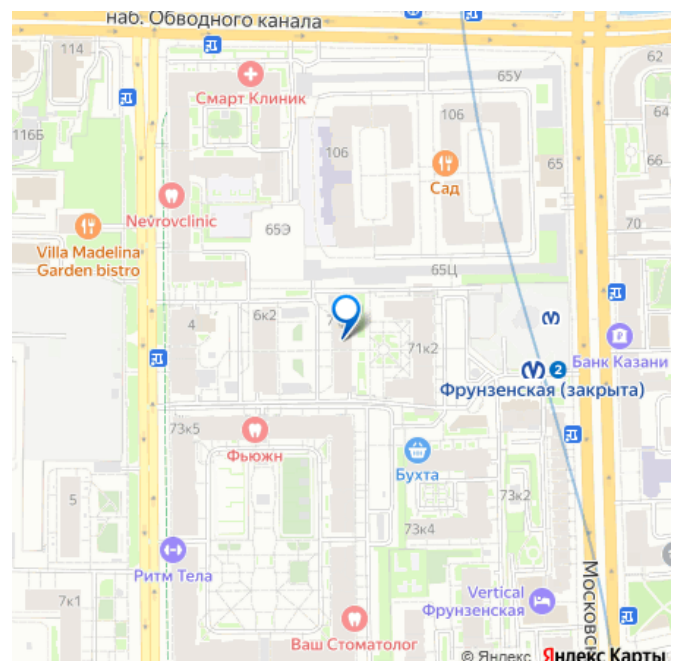 наб. Обводного канала
114
62
65У
Смарт Клиник
64
116Б
106
106
65
66
Сад
Nevrovclinic
70
65Э
Villa Madelina
Garden bistro
65Ц
6к2
4
71к2
Банк Казани
2
Фрунзенская (закрыта)
73к5
Фьюжн
Бухта
5
73к2
73к4
Ритм Тела
Vertical
Фрунзенская
Московск
7к1
Ваш Стоматолог
© Яндекс Яндекс Карты